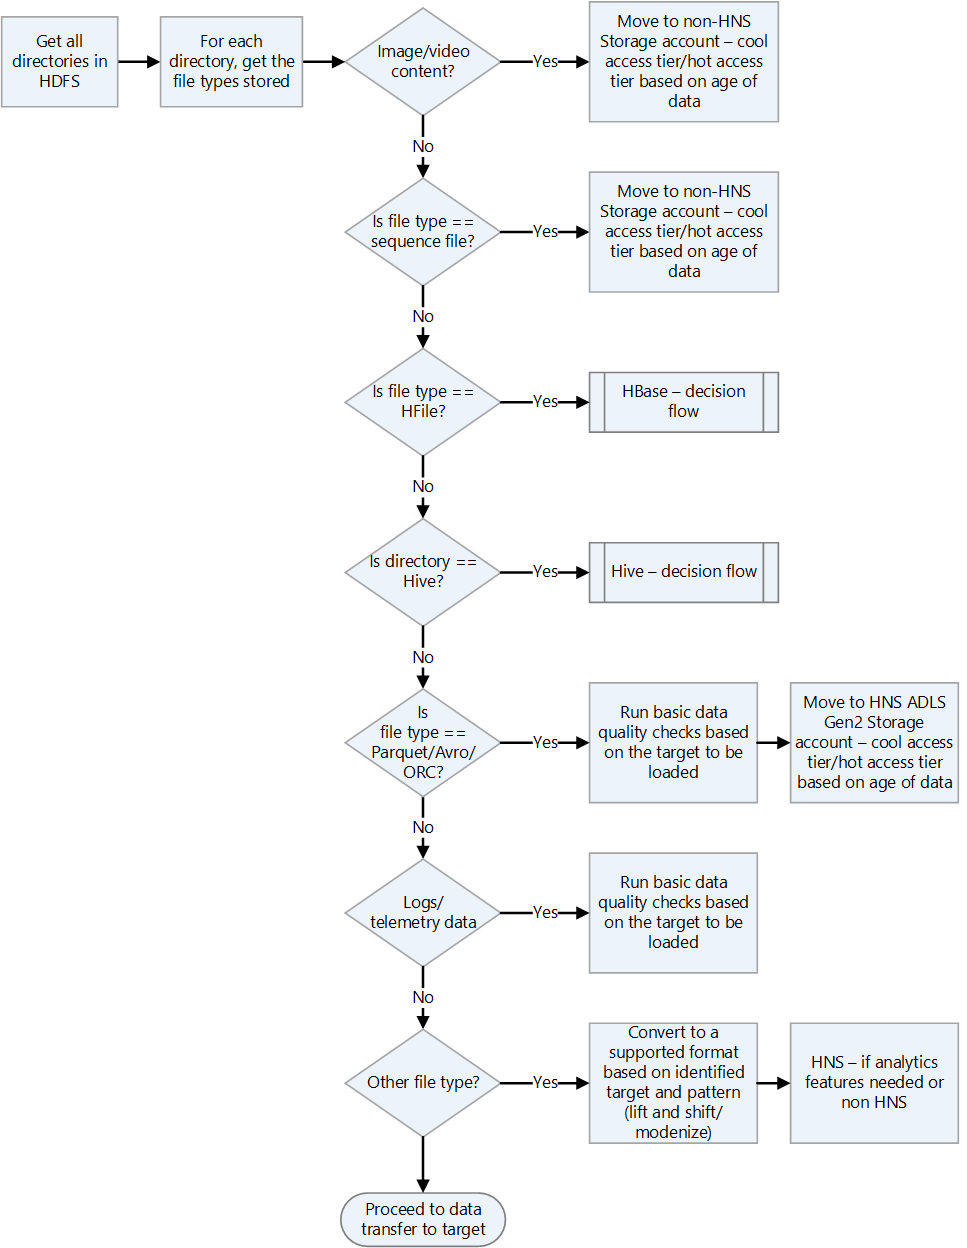 Get all
directories in
HDFS
For each
directory, get the
file types stored
Image/video
content?
Yes
Move to non-HNS
Storage account – cool
access tier/hot access
tier based on age of
data
No
Is file type ==
sequence file?
Yes
Move to non-HNS
Storage account – cool
access tier/hot access
tier based on age of
data
No
Is file type ==
HFile?
Yes
HBase – decision
flow
No
Is directory ==
Hive?
Yes
Hive – decision flow
No
Is
file type ==
Parquet/Avro/
ORC?
Yes
Run basic data
quality checks based
on the target to be
loaded
Move to HNS ADLS
Gen2 Storage
account – cool access
tier/hot access tier
based on age of data
No
Logs/
telemetry data
Yes
Run basic data
quality checks based
on the target to be
loaded
No
Other file type?
Yes
Convert to a
supported format
based on identified
target and pattern
(lift and shift/
modenize)
HNS – if analytics
features needed or
non HNS
Proceed to data
transfer to target